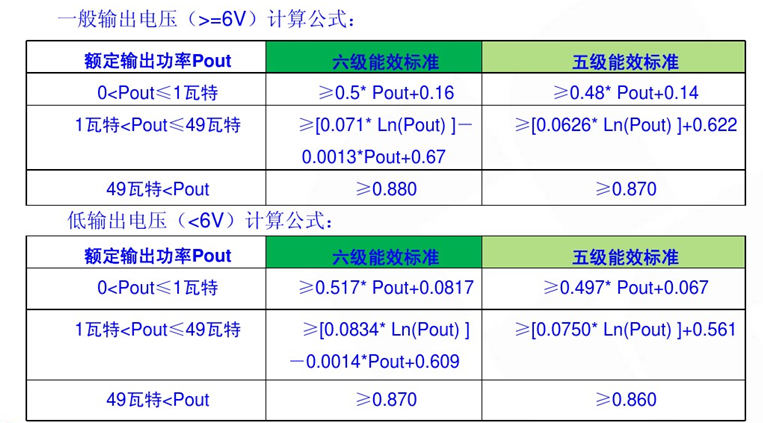 一般输出电压（>=6V）计算公式：
额定输出功率Pout 六级能效标准 五级能效标准
0<Pout≤1瓦特 ≥0.5* Pout+0.16 ≥0.48* Pout+0.14
1瓦特<Pout≤49瓦特 ≥[0.071* Ln(Pout) ]－ ≥[0.0626* Ln(Pout) ]+0.622
0.0013*Pout+0.67
49瓦特<Pout ≥0.880 ≥0.870
低输出电压（<6V）计算公式：
额定输出功率Pout 六级能效标准 五级能效标准
0<Pout≤1瓦特 ≥0.517* Pout+0.0817 ≥0.497* Pout+0.067
1瓦特<Pout≤49瓦特 ≥[0.0834* Ln(Pout) ] ≥[0.0750* Ln(Pout) ]+0.561
－0.0014*Pout+0.609
49瓦特<Pout ≥0.870 ≥0.860